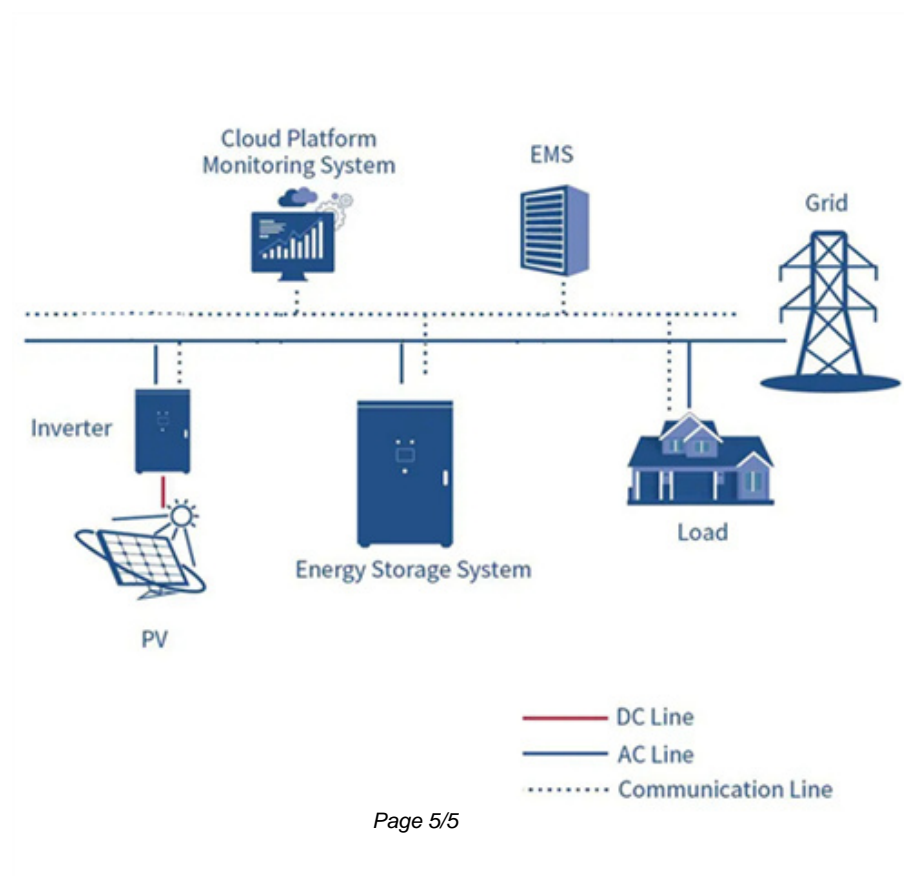 Cloud Platform
Monitoring System
EMS
Grid
Inverter
Load
Energy Storage System
PV
DC Line
AC Line
Communication Line
Page 5/5